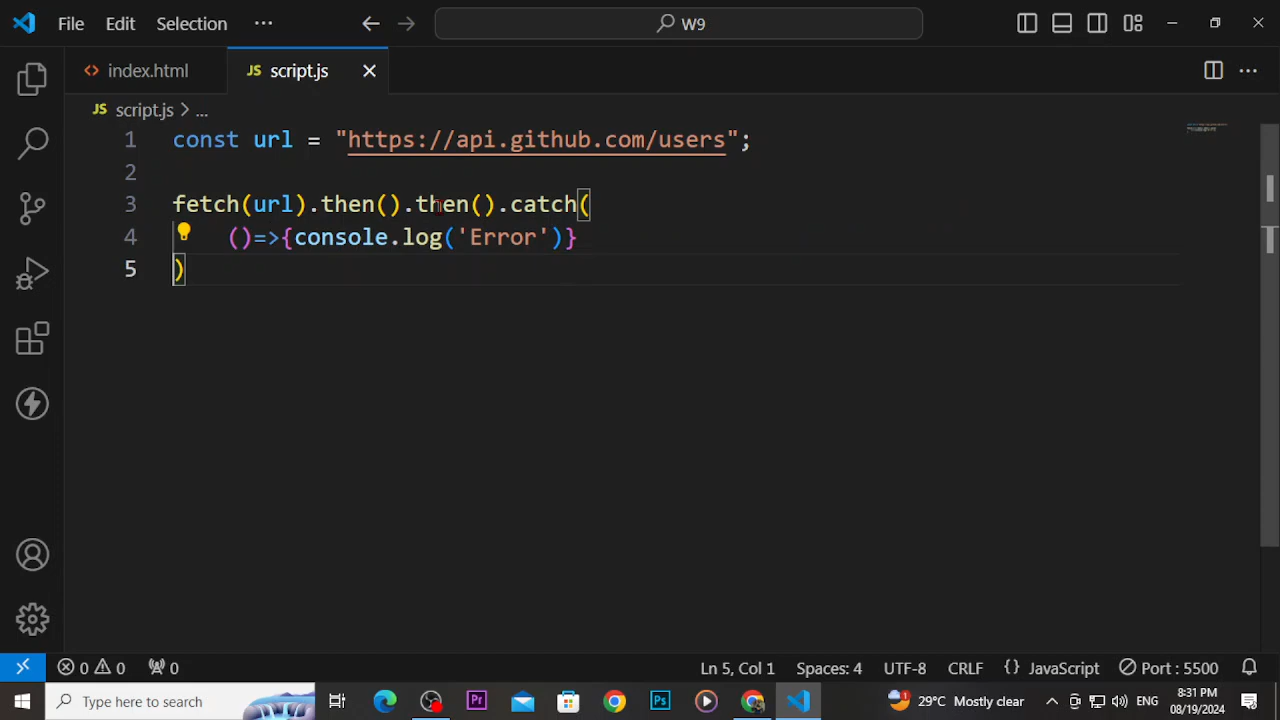 File Edit Selection ··· W9
index.html script.js
script.js > ...
1 const url = "https://api.github.com/users";
2
3 fetch(url).then().then().catch(
4 ()=>{console.log('Error')}
5 )
0 0 0 Ln 5, Col 1 Spaces: 4 UTF-8 CRLF {} JavaScript Port : 5500
Type here to search 29°C Mostly clear ENG 8:31 PM
08/19/2024